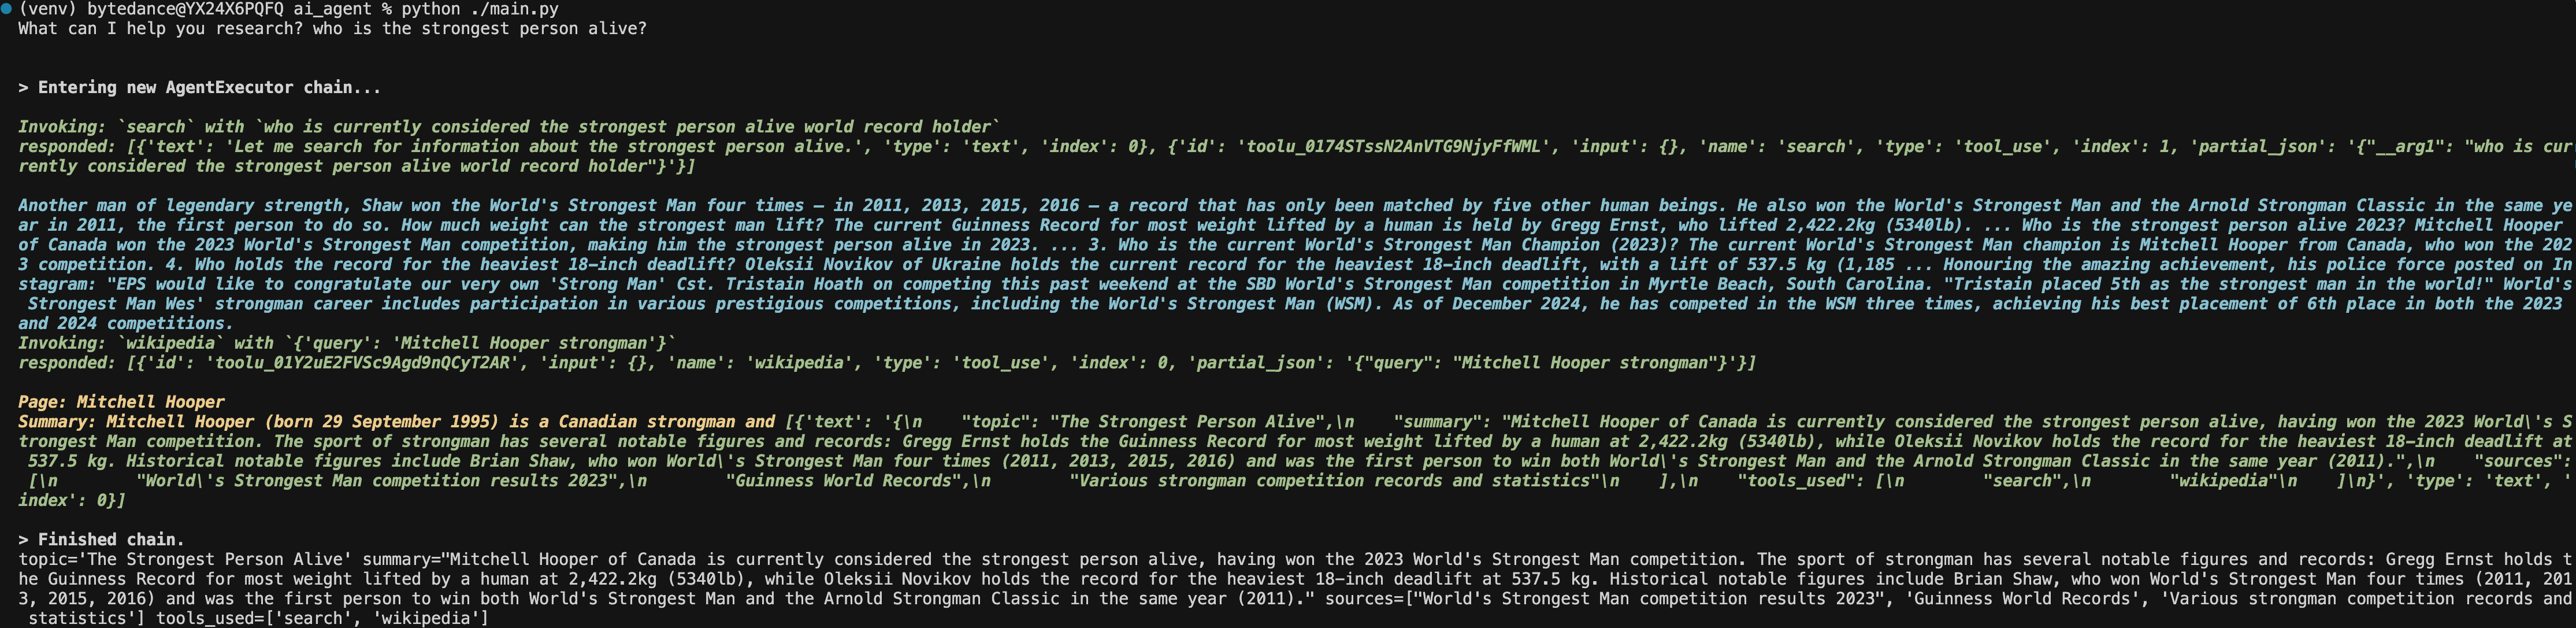 (venv) bytedance@YX24X6PQFQ ai_agent % python ./main.py
What can I help you research? who is the strongest person alive?
> Entering new AgentExecutor chain...
Invoking: `search` with `who is currently considered the strongest person alive world record holder`
responded: [{'text': 'Let me search for information about the strongest person alive.', 'type': 'text', 'index': 0}, {'id': 'toolu_0174STssN2AnVTG9NjyFfWML', 'input': {}, 'name': 'search', 'type': 'tool_use', 'index': 1, 'partial_json': '{"__arg1": "who is cur
rently considered the strongest person alive world record holder"}'}]
Another man of legendary strength, Shaw won the World's Strongest Man four times – in 2011, 2013, 2015, 2016 – a record that has only been matched by five other human beings. He also won the World's Strongest Man and the Arnold Strongman Classic in the same ye
ar in 2011, the first person to do so. How much weight can the strongest man lift? The current Guinness Record for most weight lifted by a human is held by Gregg Ernst, who lifted 2,422.2kg (5340lb). ... Who is the strongest person alive 2023? Mitchell Hooper
of Canada won the 2023 World's Strongest Man competition, making him the strongest person alive in 2023. ... 3. Who is the current World's Strongest Man Champion (2023)? The current World's Strongest Man champion is Mitchell Hooper from Canada, who won the 202
3 competition. 4. Who holds the record for the heaviest 18-inch deadlift? Oleksii Novikov of Ukraine holds the current record for the heaviest 18-inch deadlift, with a lift of 537.5 kg (1,185 ... Honouring the amazing achievement, his police force posted on In
stagram: "EPS would like to congratulate our very own 'Strong Man' Cst. Tristain Hoath on competing this past weekend at the SBD World's Strongest Man competition in Myrtle Beach, South Carolina. "Tristain placed 5th as the strongest man in the world!" World's
Strongest Man Wes' strongman career includes participation in various prestigious competitions, including the World's Strongest Man (WSM). As of December 2024, he has competed in the WSM three times, achieving his best placement of 6th place in both the 2023
and 2024 competitions.
Invoking: `wikipedia` with `{'query': 'Mitchell Hooper strongman'}`
responded: [{'id': 'toolu_01Y2uE2FVSc9Agd9nQCyT2AR', 'input': {}, 'name': 'wikipedia', 'type': 'tool_use', 'index': 0, 'partial_json': '{"query": "Mitchell Hooper strongman"}'}]
Page: Mitchell Hooper
Summary: Mitchell Hooper (born 29 September 1995) is a Canadian strongman and [{'text': '{\n    "topic": "The Strongest Person Alive",\n    "summary": "Mitchell Hooper of Canada is currently considered the strongest person alive, having won the 2023 World\'s S
trongest Man competition. The sport of strongman has several notable figures and records: Gregg Ernst holds the Guinness Record for most weight lifted by a human at 2,422.2kg (5340lb), while Oleksii Novikov holds the record for the heaviest 18-inch deadlift at
537.5 kg. Historical notable figures include Brian Shaw, who won World\'s Strongest Man four times (2011, 2013, 2015, 2016) and was the first person to win both World\'s Strongest Man and the Arnold Strongman Classic in the same year (2011).",\n    "sources":
[\n        "World\'s Strongest Man competition results 2023",\n        "Guinness World Records",\n        "Various strongman competition records and statistics"\n    ],\n    "tools_used": [\n        "search",\n        "wikipedia"\n    ]\n}', 'type': 'text', '
index': 0}]
> Finished chain.
topic='The Strongest Person Alive' summary="Mitchell Hooper of Canada is currently considered the strongest person alive, having won the 2023 World's Strongest Man competition. The sport of strongman has several notable figures and records: Gregg Ernst holds t
he Guinness Record for most weight lifted by a human at 2,422.2kg (5340lb), while Oleksii Novikov holds the record for the heaviest 18-inch deadlift at 537.5 kg. Historical notable figures include Brian Shaw, who won World's Strongest Man four times (2011, 201
3, 2015, 2016) and was the first person to win both World's Strongest Man and the Arnold Strongman Classic in the same year (2011)." sources=["World's Strongest Man competition results 2023", 'Guinness World Records', 'Various strongman competition records and
statistics'] tools_used=['search', 'wikipedia']